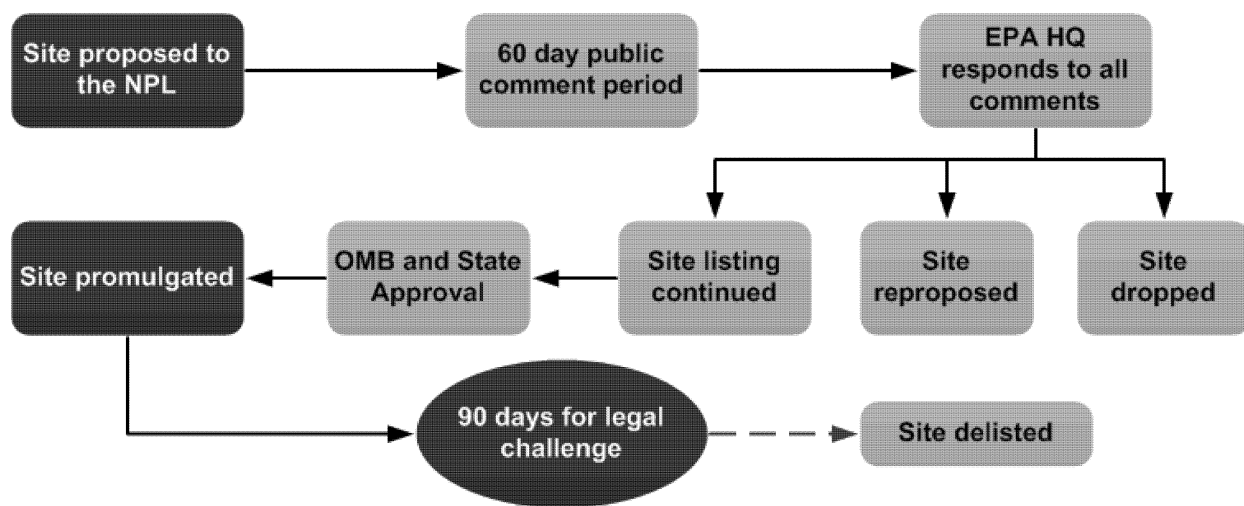 Site proposed to
the NPL
60 day public
comment period
EPA HQ
responds to all
comments
Site promulgated
OMB and State
Approval
Site listing
continued
Site
reproposed
Site
dropped
90 days for legal
challenge
Site delisted